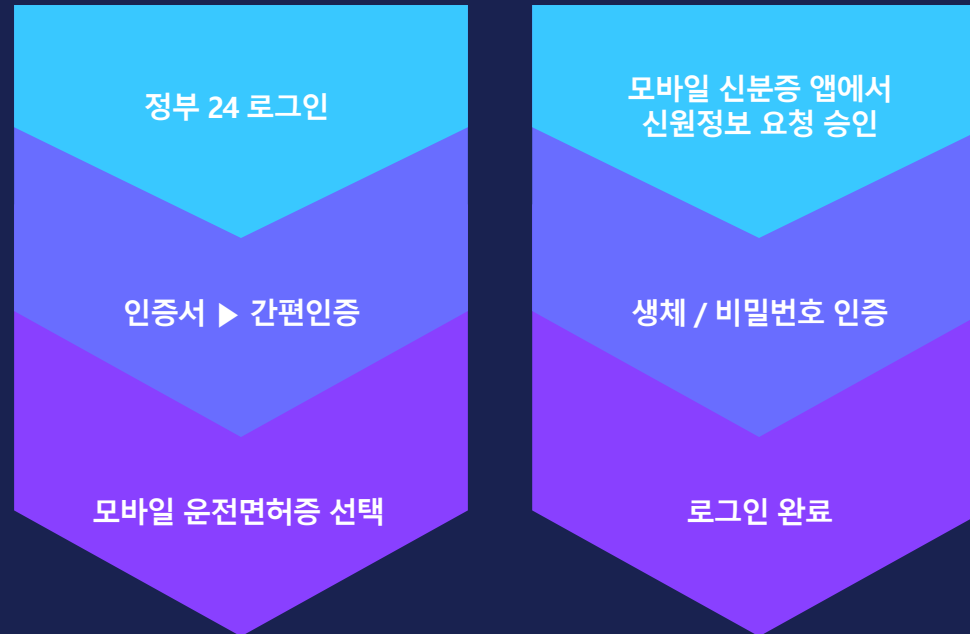 정부 24 로그인
인증서 ▶ 간편인증
모바일 운전면허증 선택
모바일 신분증 앱에서
신원정보 요청 승인
생체 / 비밀번호 인증
로그인 완료